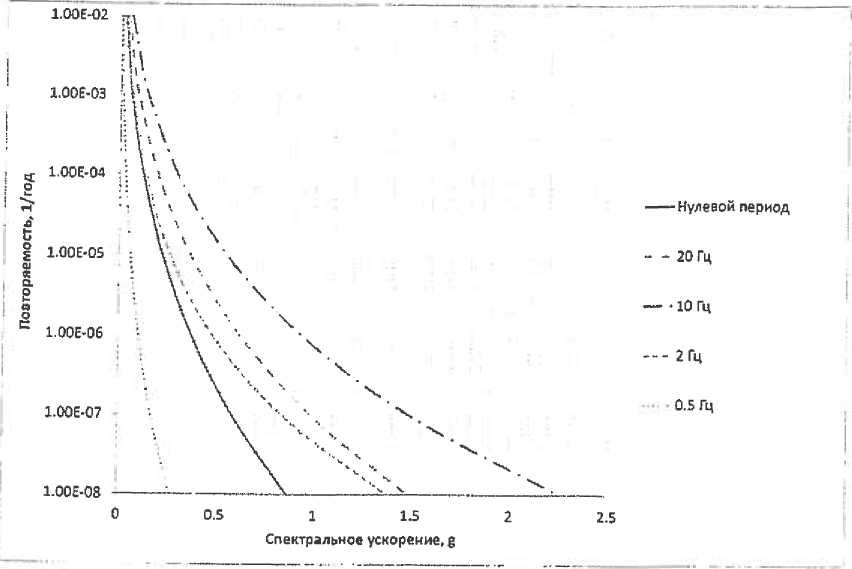 1.00E-02
1.00E-03
1.00E-04
1.00E-05
1.00E-06
1.00E-07
1.00E-08
0
0.5
1
1.5
2
2.5
Повторяемость, 1/год
Спектральное ускорение, g
Нулевой период
20 Гц
10 Гц
2 Гц
0.5 Гц